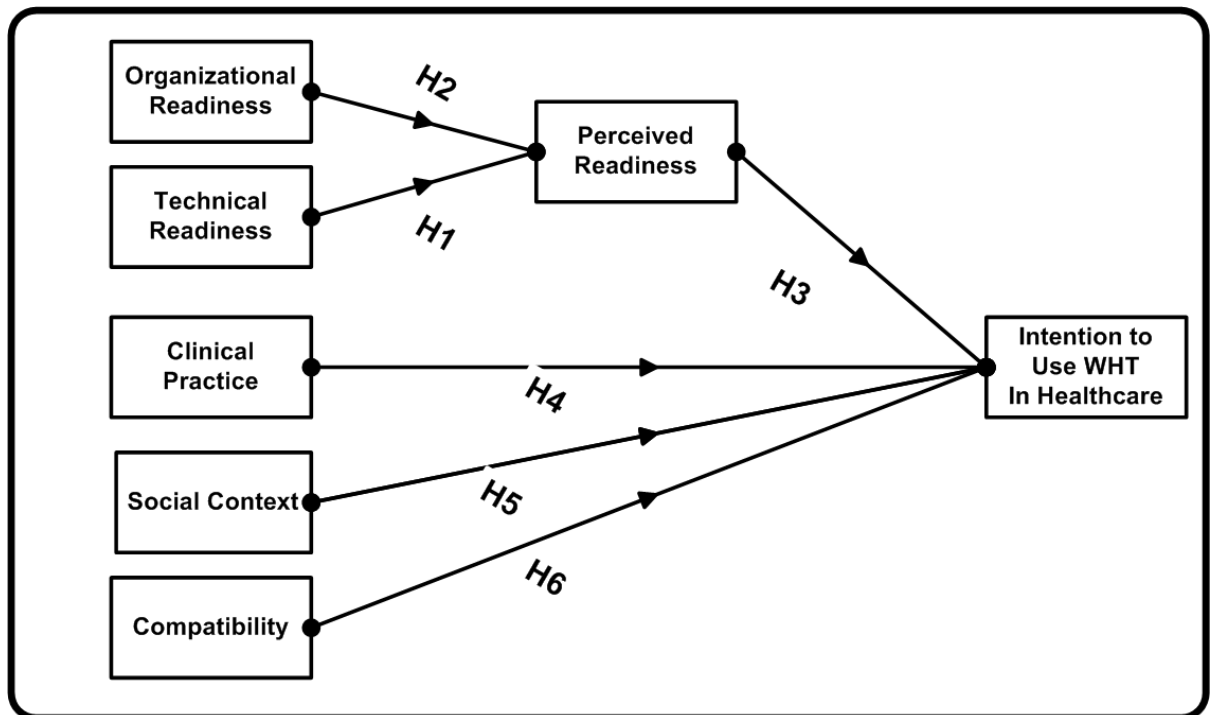 Organizational
Readiness
H2
Perceived
Readiness
Technical
Readiness
H1
H3
Clinical
Practice
H4
Intention to
Use WHT
In Healthcare
Social Context
H5
H6
Compatibility